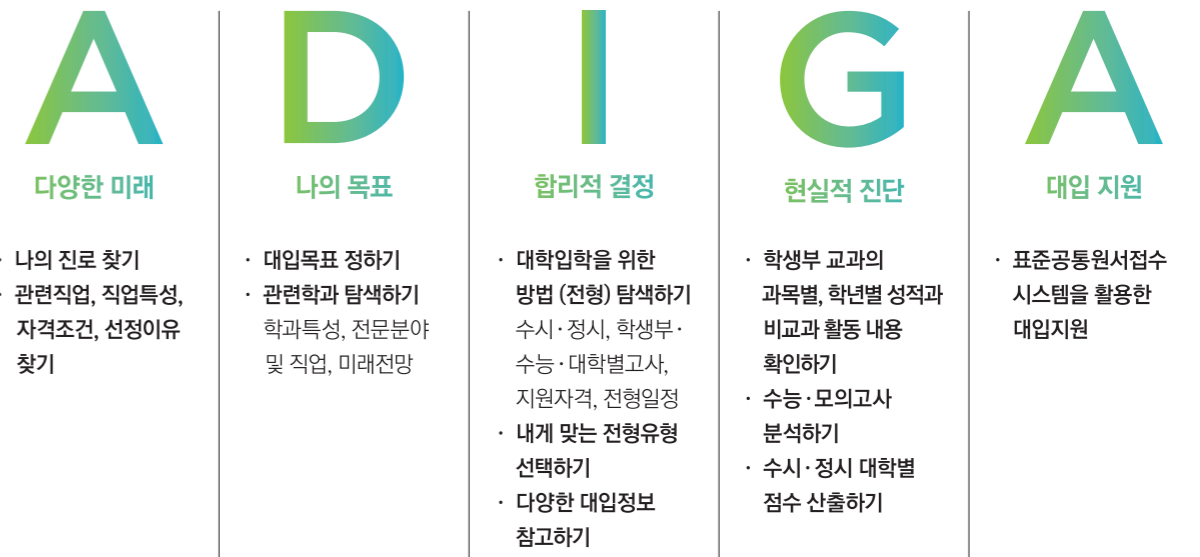 A
다양한 미래
· 나의 진로 찾기
· 관련직업, 직업특성,
자격조건, 선정이유
찾기
D
나의 목표
· 대입목표 정하기
· 관련학과 탐색하기
학과특성, 전문분야
및 직업, 미래전망
I
합리적 결정
· 대학입학을 위한
방법 (전형) 탐색하기
수시·정시, 학생부·
수능·대학별고사,
지원자격, 전형일정
· 내게 맞는 전형유형
선택하기
· 다양한 대입정보
참고하기
G
현실적 진단
· 학생부 교과의
과목별, 학년별 성적과
비교과 활동 내용
확인하기
· 수능·모의고사
분석하기
· 수시·정시 대학별
점수 산출하기
A
대입 지원
· 표준공통원서접수
시스템을 활용한
대입지원